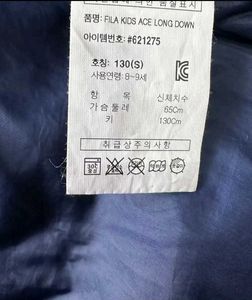 품명: FILA KIDS ACE LONG DOWN
아이템번호: #621275
호칭: 130(S)
사용연령: 8~9세
항 목 신체치수
가슴둘레 65Cm
키 130Cm
취급상주의사항